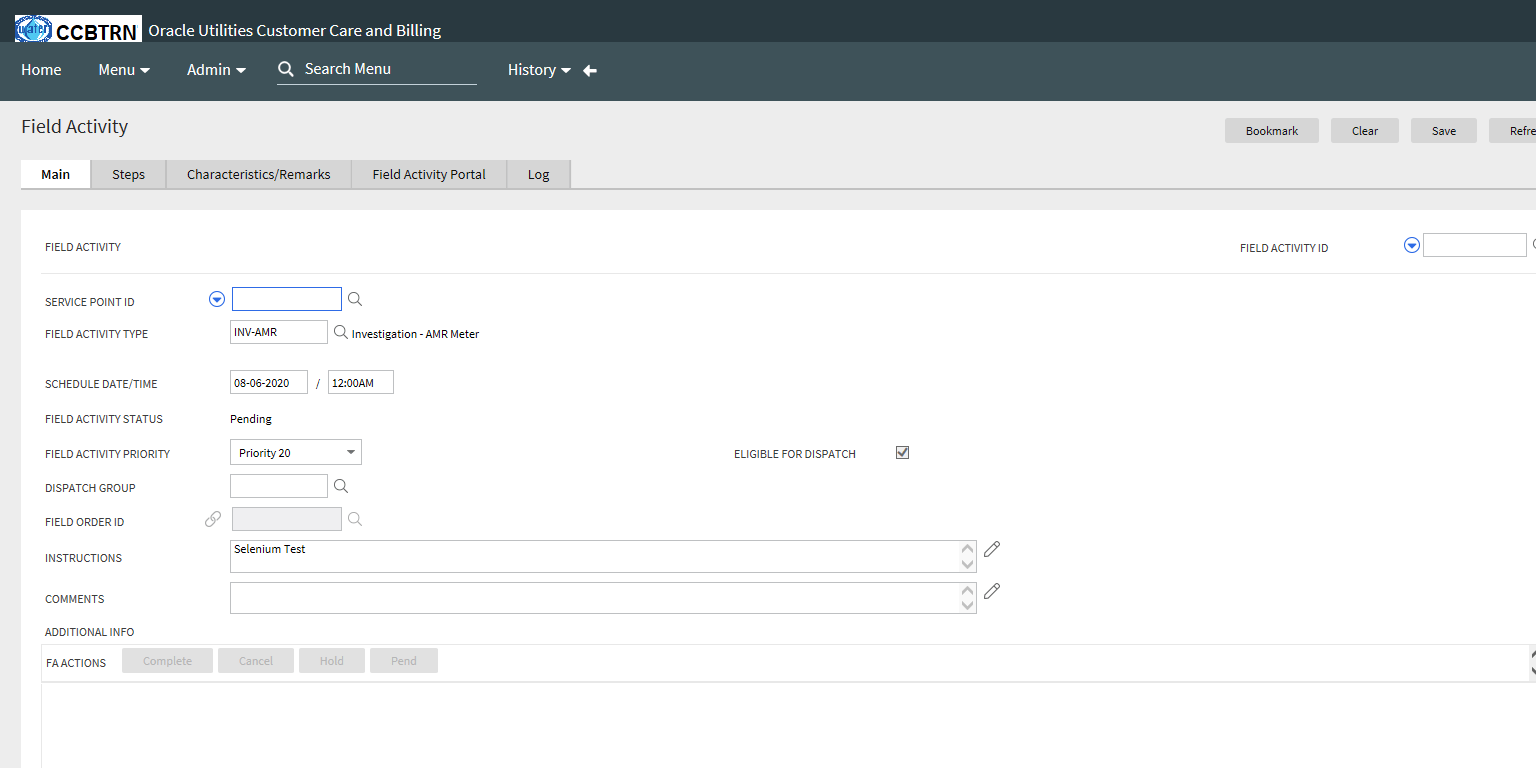 water CCBTRN Oracle Utilities Customer Care and Billing
Home Menu Admin Search Menu History
Field Activity
Bookmark Clear Save Refre
Main Steps Characteristics/Remarks Field Activity Portal Log
FIELD ACTIVITY FIELD ACTIVITY ID
SERVICE POINT ID
FIELD ACTIVITY TYPE INV-AMR Investigation - AMR Meter
SCHEDULE DATE/TIME 08-06-2020 / 12:00AM
FIELD ACTIVITY STATUS Pending
FIELD ACTIVITY PRIORITY Priority 20 ELIGIBLE FOR DISPATCH
DISPATCH GROUP
FIELD ORDER ID
INSTRUCTIONS Selenium Test
COMMENTS
ADDITIONAL INFO
FA ACTIONS Complete Cancel Hold Pend